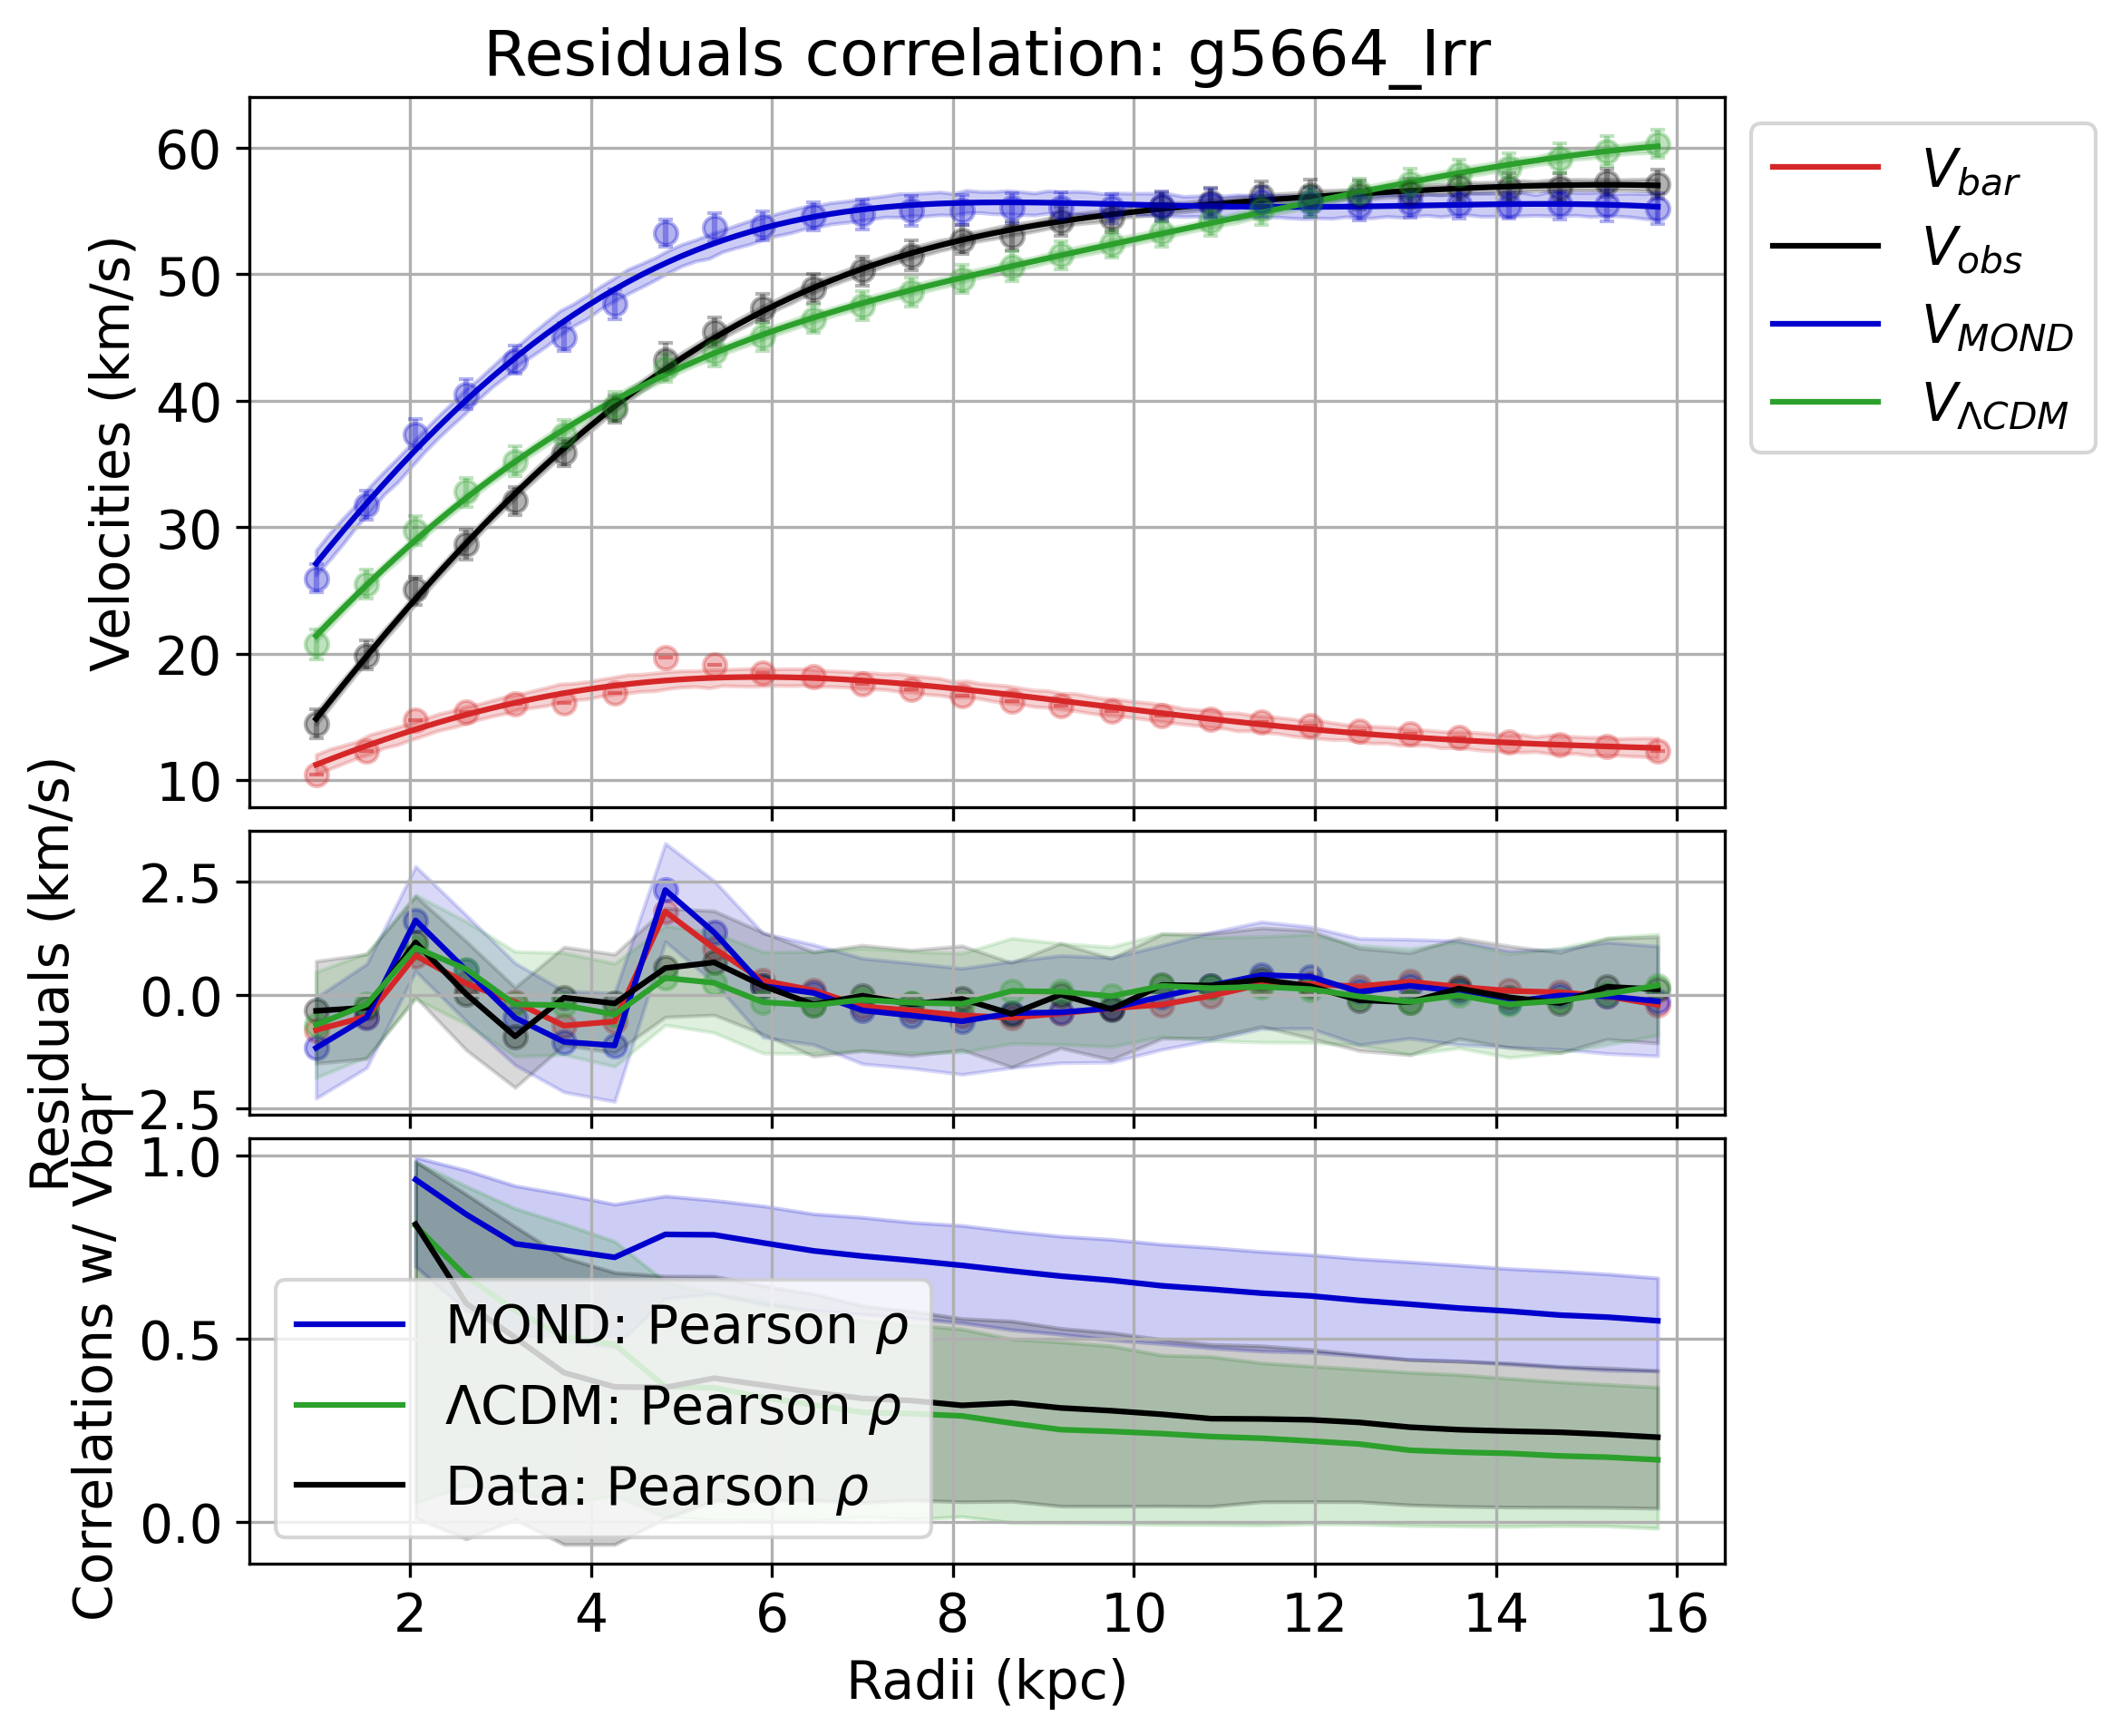 Residuals correlation: g5664_Irr
60
50
40
30
20
10
Velocities (km/s)
V_bar
V_obs
V_MOND
V_ΛCDM
2.5
0.0
−2.5
Residuals (km/s)
1.0
0.5
0.0
Correlations w/ Vbar
MOND: Pearson ρ
ΛCDM: Pearson ρ
Data: Pearson ρ
2 4 6 8 10 12 14 16
Radii (kpc)